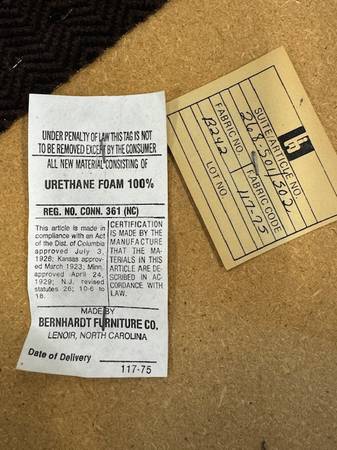 UNDER PENALTY OF LAW THIS TAG IS NOT
TO BE REMOVED EXCEPT BY THE CONSUMER
ALL NEW MATERIAL CONSISTING OF
URETHANE FOAM 100%
REG. NO. CONN. 361 (NC)
This article is made in
compliance with an Act
of the Dist. of Columbia
approved July 3,
1926; Kansas approv-
ed March 1923; Minn.
approved April 24,
1929; N.J. revised
statutes 26; 10-6 to
18.
CERTIFICATION
IS MADE BY THE
MANUFACTURE
THAT THE MA-
TERIALS IN THIS
ARTICLE ARE DE-
SCRIBED IN AC-
CORDANCE WITH
LAW.
MADE BY
BERNHARDT FURNITURE CO.
LENOIR, NORTH CAROLINA
Date of Delivery
117-75
SUITE/ARTICLE NO.
FABRIC NO.
B242
FABRIC CODE
117-75
LOT NO